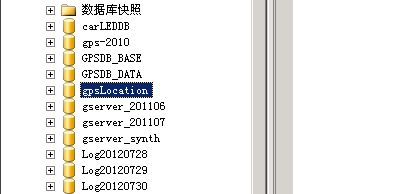 数据库快照
carLEDDB
gps-2010
GPSDB_BASE
GPSDB_DATA
gpsLocation
gserver_201106
gserver_201107
gserver_synth
Log20120728
Log20120729
Log20120730